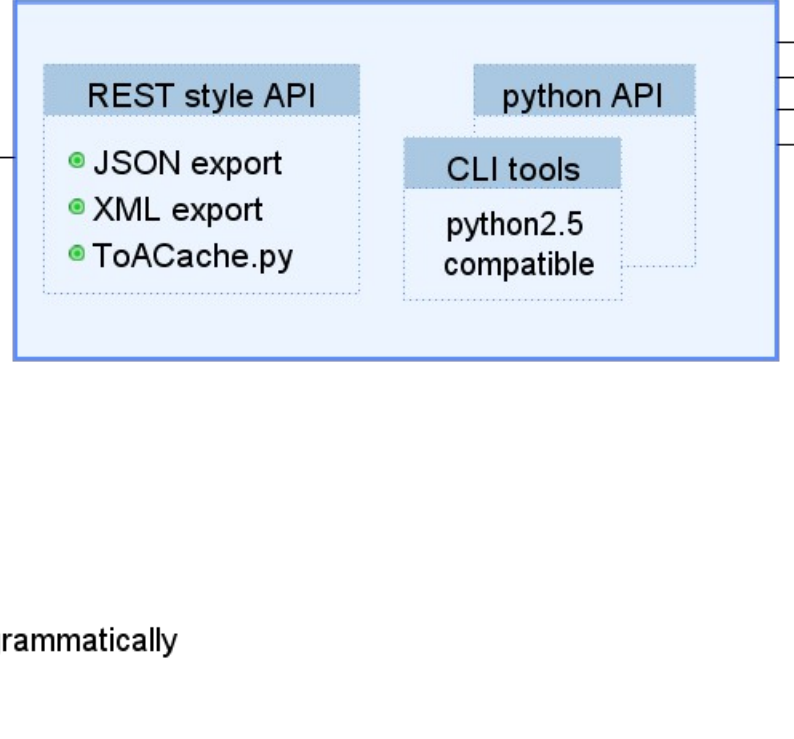 REST style API
JSON export
XML export
ToACache.py
python API
CLI tools
python2.5
compatible
rammatically